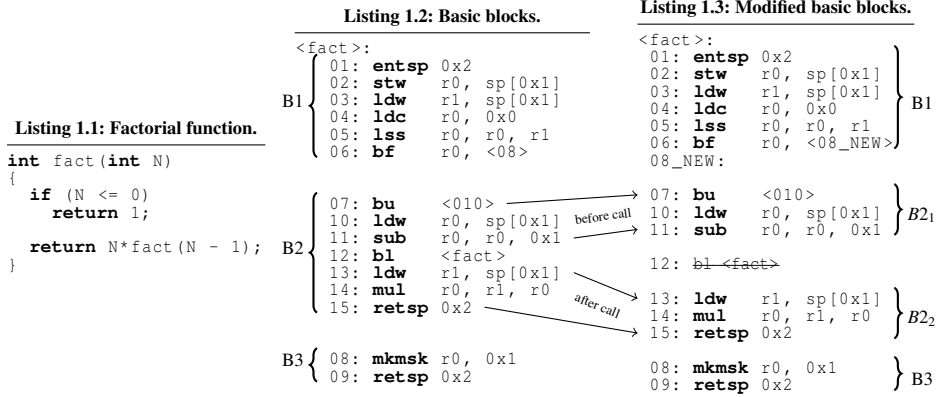 Listing 1.1: Factorial function.
int fact(int N)
{
  if (N <= 0)
    return 1;

  return N*fact(N - 1);
}
Listing 1.2: Basic blocks.
<fact>:
B1
01: entsp 0x2
02: stw r0, sp[0x1]
03: ldw r1, sp[0x1]
04: ldc r0, 0x0
05: lss r0, r0, r1
06: bf r0, <08>
B2
07: bu <010>
10: ldw r0, sp[0x1]
11: sub r0, r0, 0x1
12: bl <fact>
13: ldw r1, sp[0x1]
14: mul r0, r1, r0
15: retsp 0x2
B3
08: mkmsk r0, 0x1
09: retsp 0x2
before call
after call
Listing 1.3: Modified basic blocks.
<fact>:
01: entsp 0x2
02: stw r0, sp[0x1]
03: ldw r1, sp[0x1]
04: ldc r0, 0x0
05: lss r0, r0, r1
06: bf r0, <08_NEW>
B1
08_NEW:
07: bu <010>
10: ldw r0, sp[0x1]
11: sub r0, r0, 0x1
B2₁
12: bl <fact>
13: ldw r1, sp[0x1]
14: mul r0, r1, r0
15: retsp 0x2
B2₂
08: mkmsk r0, 0x1
09: retsp 0x2
B3